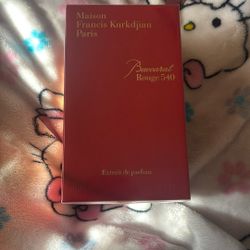 Maison
Francis Kurkdjian
Paris
Baccarat
Rouge 540
Extrait de parfum